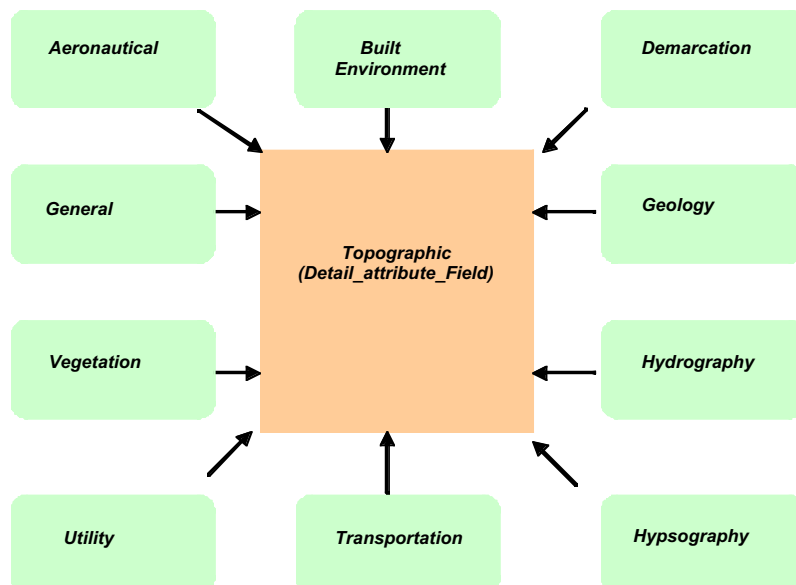 Aeronautical
Built
Environment
Demarcation
General
Geology
Topographic
(Detail_attribute_Field)
Vegetation
Hydrography
Utility
Transportation
Hypsography